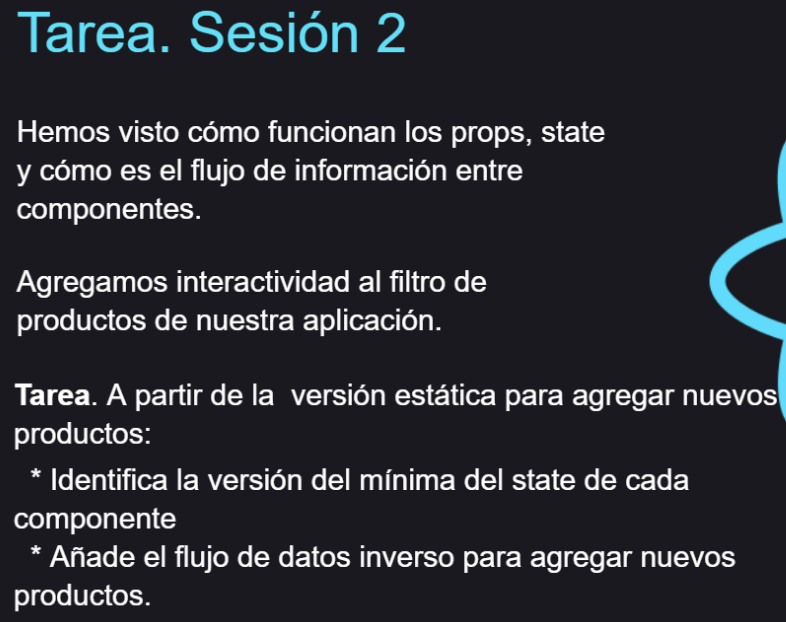 Tarea. Sesión 2
Hemos visto cómo funcionan los props, state
y cómo es el flujo de información entre
componentes.
Agregamos interactividad al filtro de
productos de nuestra aplicación.
Tarea. A partir de la  versión estática para agregar nuevos
productos:
* Identifica la versión del mínima del state de cada
componente
* Añade el flujo de datos inverso para agregar nuevos
productos.